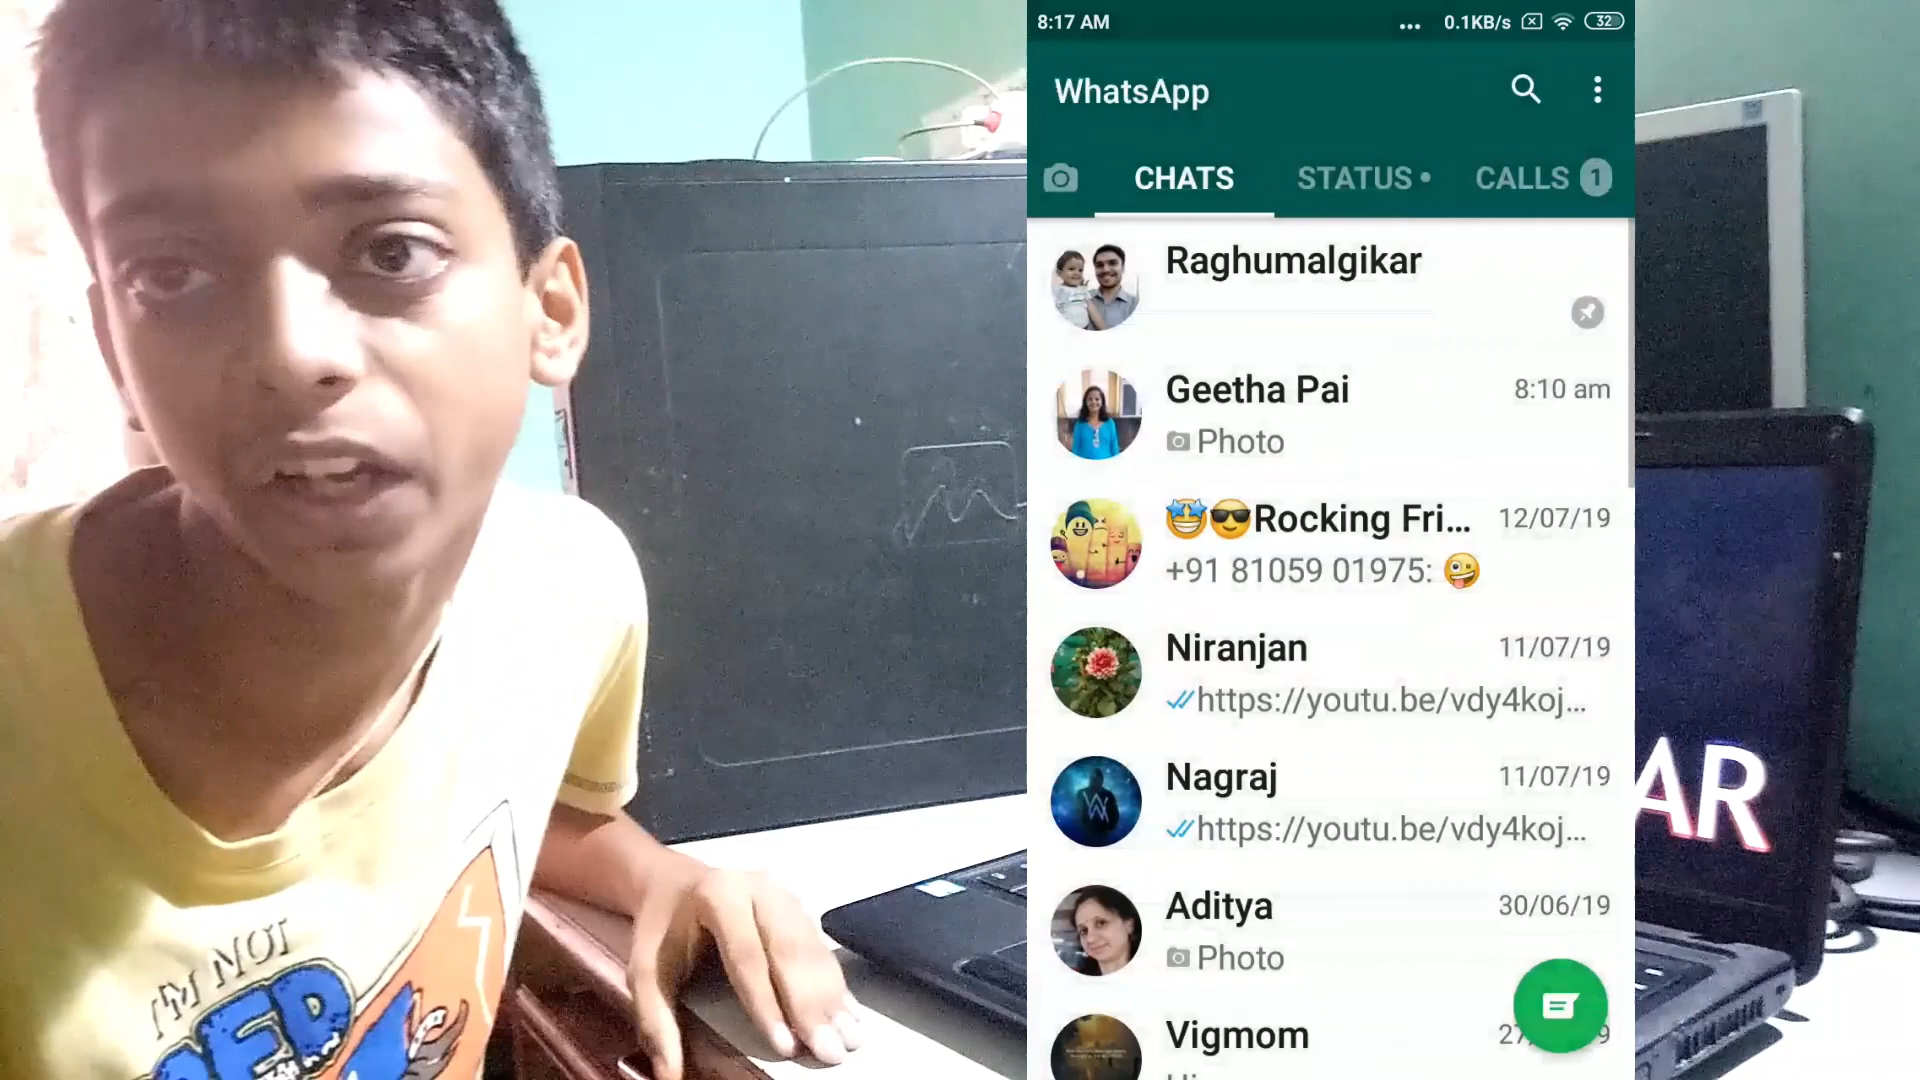 8:17 AM ... 0.1KB/s 32
WhatsApp
CHATS STATUS • CALLS 1
Raghumalgikar
Geetha Pai 8:10 am
Photo
🤩😎Rocking Fri... 12/07/19
+91 81059 01975: 🤪
Niranjan 11/07/19
https://youtu.be/vdy4koj...
Nagraj 11/07/19
https://youtu.be/vdy4koj...
Aditya 30/06/19
Photo
Vigmom
AR
I'M NOT